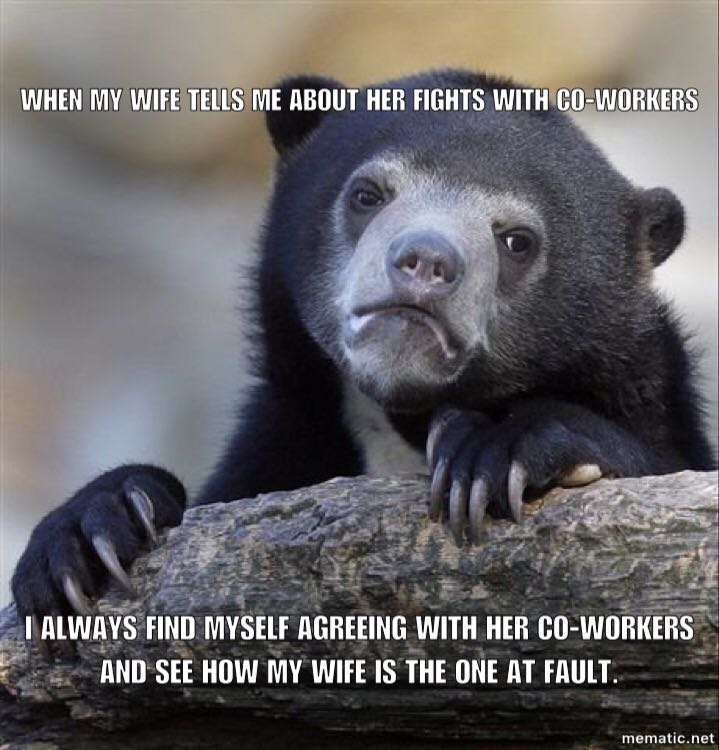 WHEN MY WIFE TELLS ME ABOUT HER FIGHTS WITH CO-WORKERS
I ALWAYS FIND MYSELF AGREEING WITH HER CO-WORKERS
AND SEE HOW MY WIFE IS THE ONE AT FAULT.
mematic.net